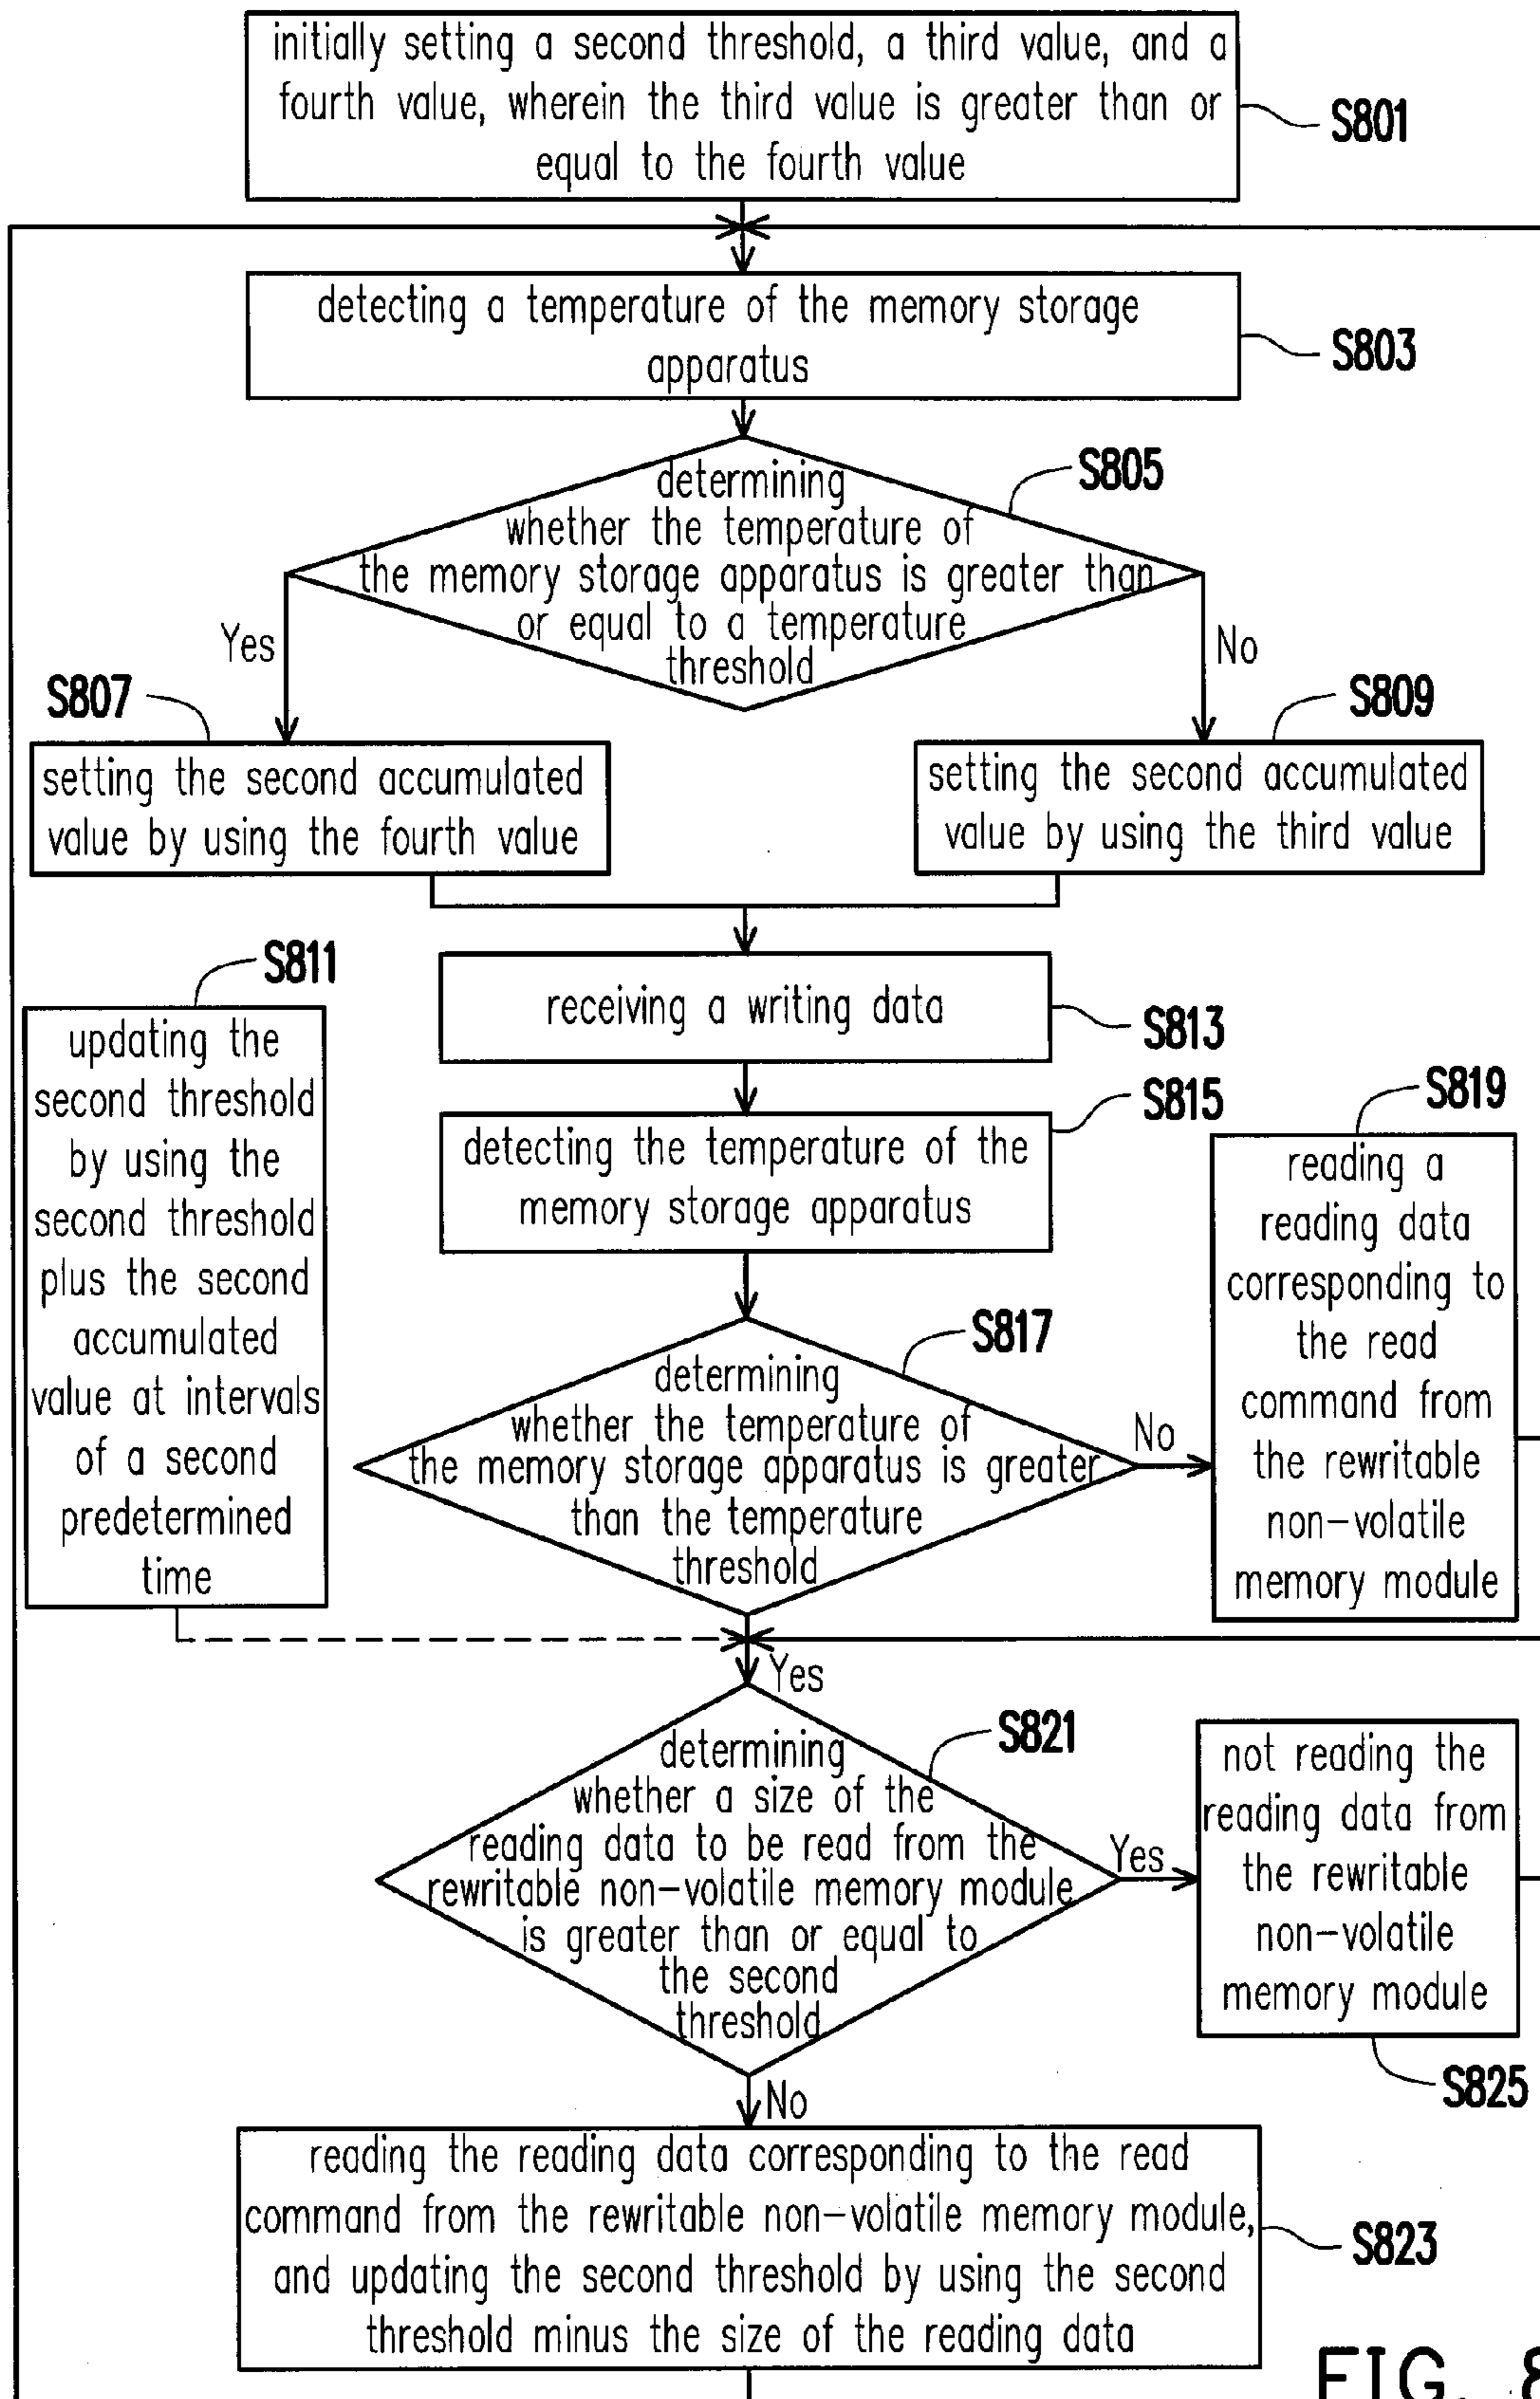 initially setting a second threshold, a third value, and a
fourth value, wherein the third value is greater than or
equal to the fourth value
S801
detecting a temperature of the memory storage
apparatus
S803
determining
whether the temperature of
the memory storage apparatus is greater than
or equal to a temperature
threshold
S805
Yes
No
S807
setting the second accumulated
value by using the fourth value
S809
setting the second accumulated
value by using the third value
S811
updating the
second threshold
by using the
second threshold
plus the second
accumulated
value at intervals
of a second
predetermined
time
receiving a writing data
S813
detecting the temperature of the
memory storage apparatus
S815
determining
whether the temperature of
the memory storage apparatus is greater
than the temperature
threshold
S817
No
S819
reading a
reading data
corresponding to
the read
command from
the rewritable
non-volatile
memory module
Yes
determining
whether a size of the
reading data to be read from the
rewritable non-volatile memory module
is greater than or equal to
the second
threshold
S821
Yes
not reading the
reading data from
the rewritable
non-volatile
memory module
S825
No
reading the reading data corresponding to the read
command from the rewritable non-volatile memory module,
and updating the second threshold by using the second
threshold minus the size of the reading data
S823
FIG. 8